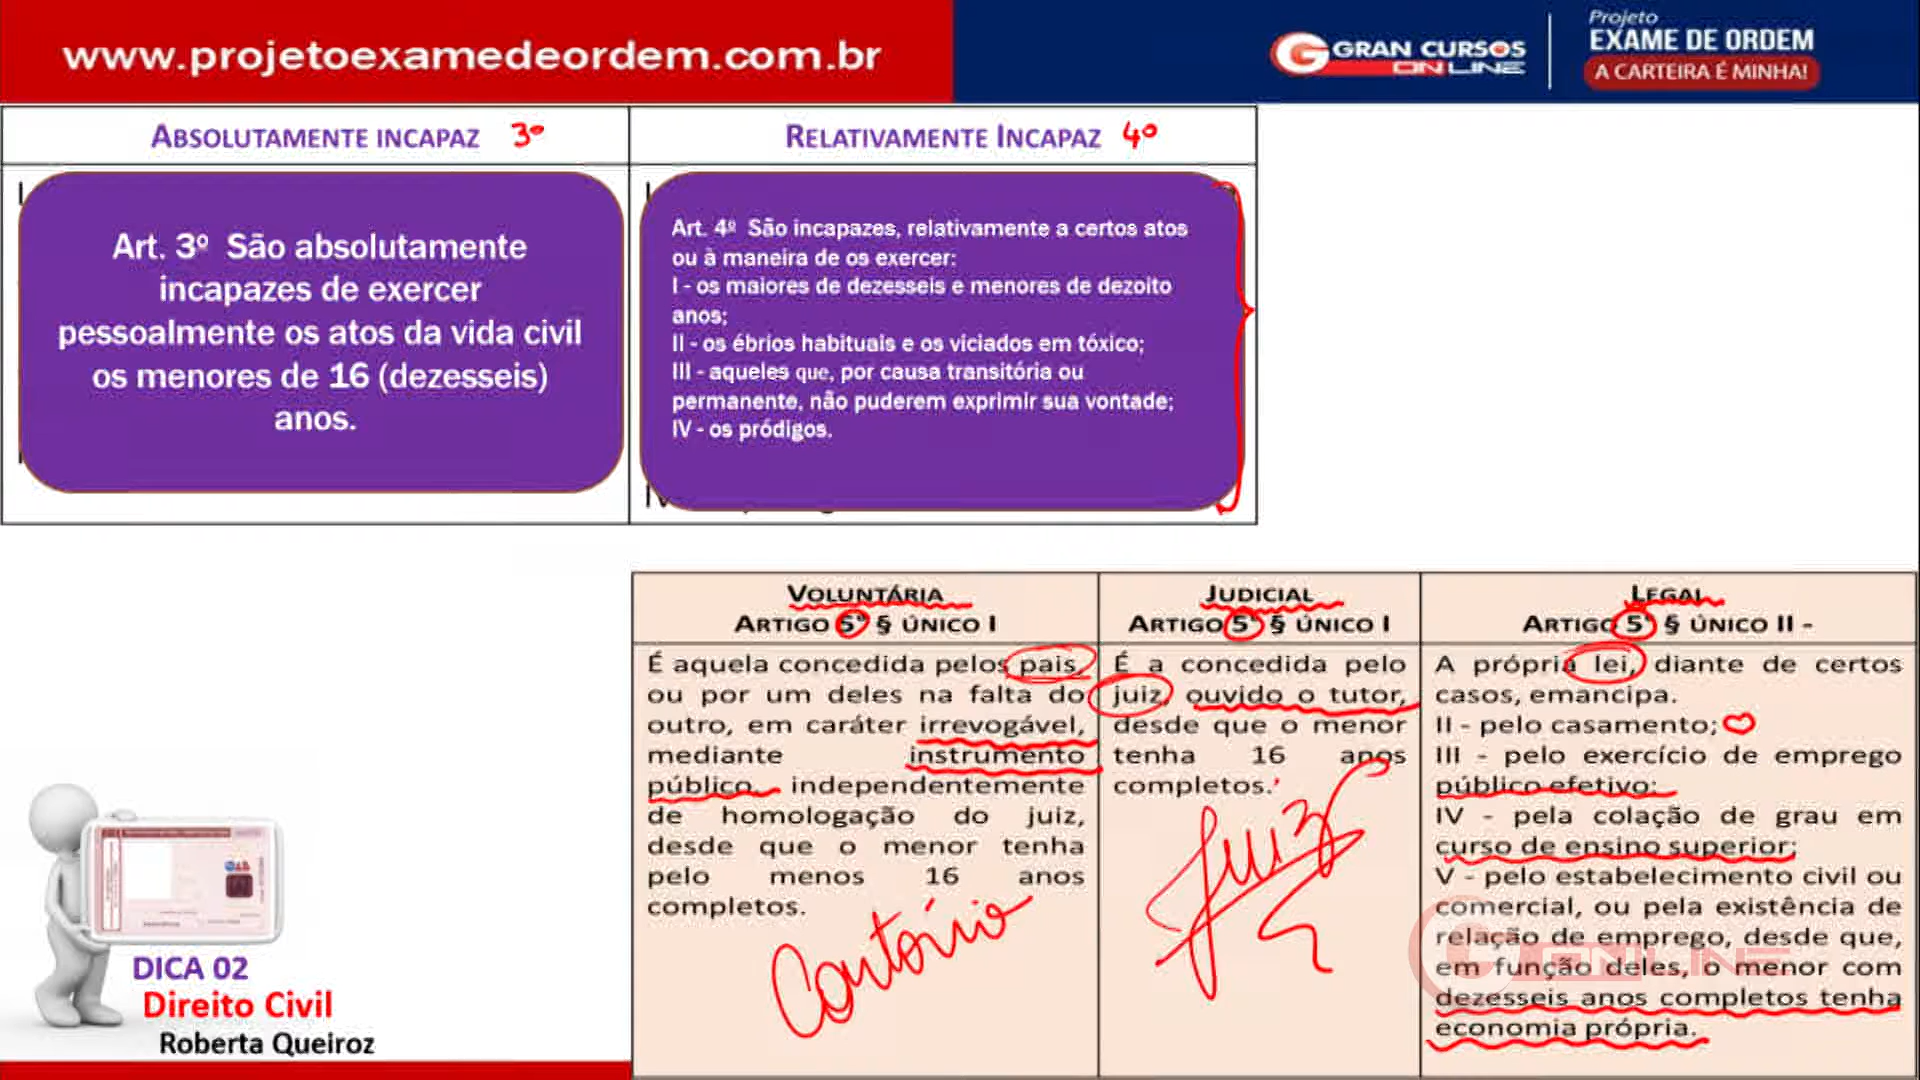 www.projetoexamedeordem.com.br
GRAN CURSOS
ONLINE
Projeto
EXAME DE ORDEM
A CARTEIRA É MINHA!
ABSOLUTAMENTE INCAPAZ 3º
RELATIVAMENTE INCAPAZ 4º
Art. 3º São absolutamente
incapazes de exercer
pessoalmente os atos da vida civil
os menores de 16 (dezesseis)
anos.
Art. 4º São incapazes, relativamente a certos atos
ou à maneira de os exercer:
I - os maiores de dezesseis e menores de dezoito
anos;
II - os ébrios habituais e os viciados em tóxico;
III - aqueles que, por causa transitória ou
permanente, não puderem exprimir sua vontade;
IV - os pródigos.
VOLUNTÁRIA
ARTIGO 5º § ÚNICO I
É aquela concedida pelos pais,
ou por um deles na falta do
outro, em caráter irrevogável,
mediante instrumento
público, independentemente
de homologação do juiz,
desde que o menor tenha
pelo menos 16 anos
completos.
Cartório
JUDICIAL
ARTIGO 5º § ÚNICO I
É a concedida pelo
juiz, ouvido o tutor,
desde que o menor
tenha 16 anos
completos.
Juiz
LEGAL
ARTIGO 5º § ÚNICO II -
A própria lei, diante de certos
casos, emancipa.
II - pelo casamento;
III - pelo exercício de emprego
público efetivo;
IV - pela colação de grau em
curso de ensino superior;
V - pelo estabelecimento civil ou
comercial, ou pela existência de
relação de emprego, desde que,
em função deles, o menor com
dezesseis anos completos tenha
economia própria.
OAB
DICA 02
Direito Civil
Roberta Queiroz